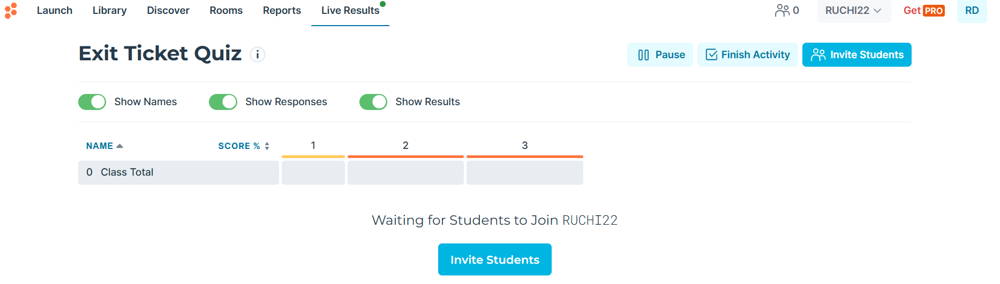 Launch Library Discover Rooms Reports Live Results 0 RUCHI22 Get PRO RD
Exit Ticket Quiz i Pause Finish Activity Invite Students
Show Names Show Responses Show Results
NAME SCORE % 1 2 3
0 Class Total
Waiting for Students to Join RUCHI22
Invite Students